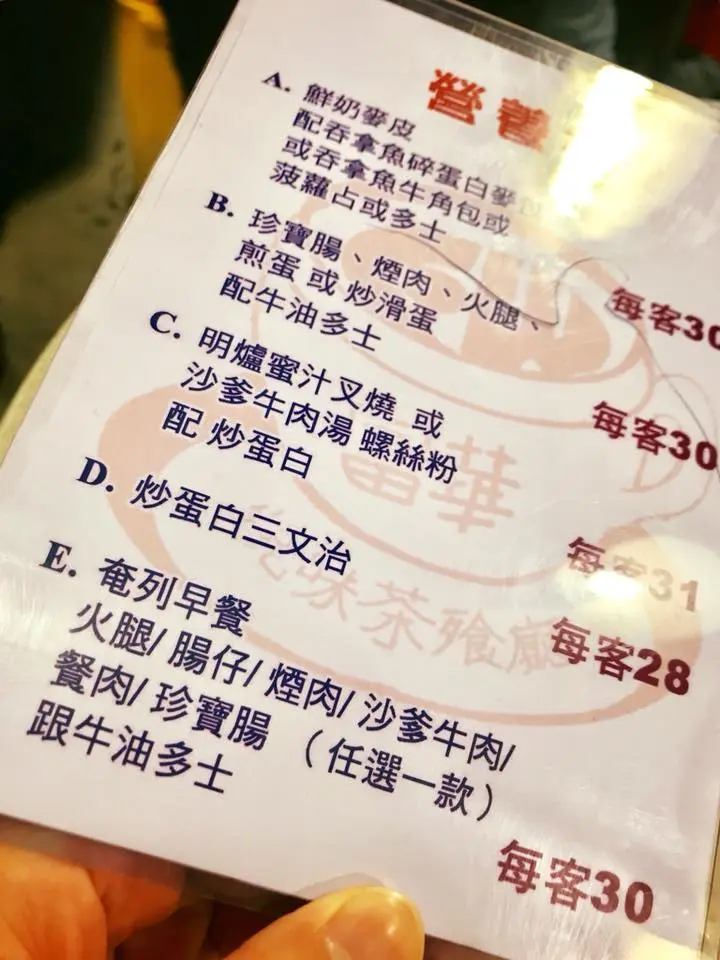 營養
A. 鮮奶麥皮
配吞拿魚碎蛋白麥包
或吞拿魚牛角包或
菠蘿占或多士
每客30
B. 珍寶腸、煙肉、火腿、
煎蛋 或 炒滑蛋
配牛油多士
每客30
C. 明爐蜜汁叉燒 或
沙爹牛肉湯 螺絲粉
配 炒蛋白
每客31
D. 炒蛋白三文治
每客28
E. 奄列早餐
火腿/ 腸仔/ 煙肉/ 沙爹牛肉/
餐肉/ 珍寶腸 （任選一款）
跟牛油多士
每客30
華
味茶飡廳